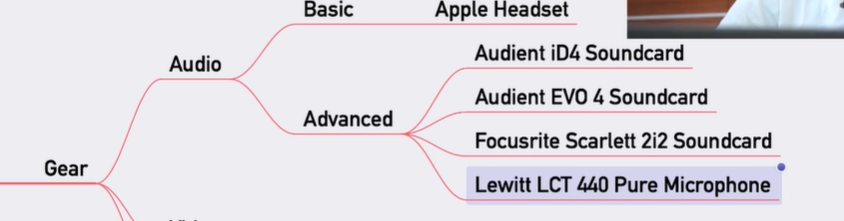 Basic
Apple Headset
Audio
Audient iD4 Soundcard
Audient EVO 4 Soundcard
Advanced
Focusrite Scarlett 2i2 Soundcard
Gear
Lewitt LCT 440 Pure Microphone